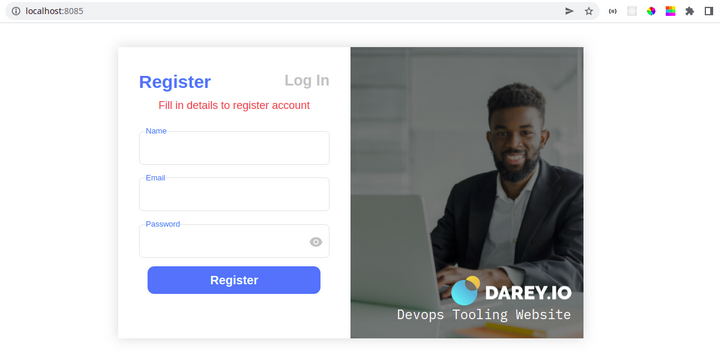 localhost:8085
Register
Log In
Fill in details to register account
Name
Email
Password
Register
DAREY.IO
Devops Tooling Website